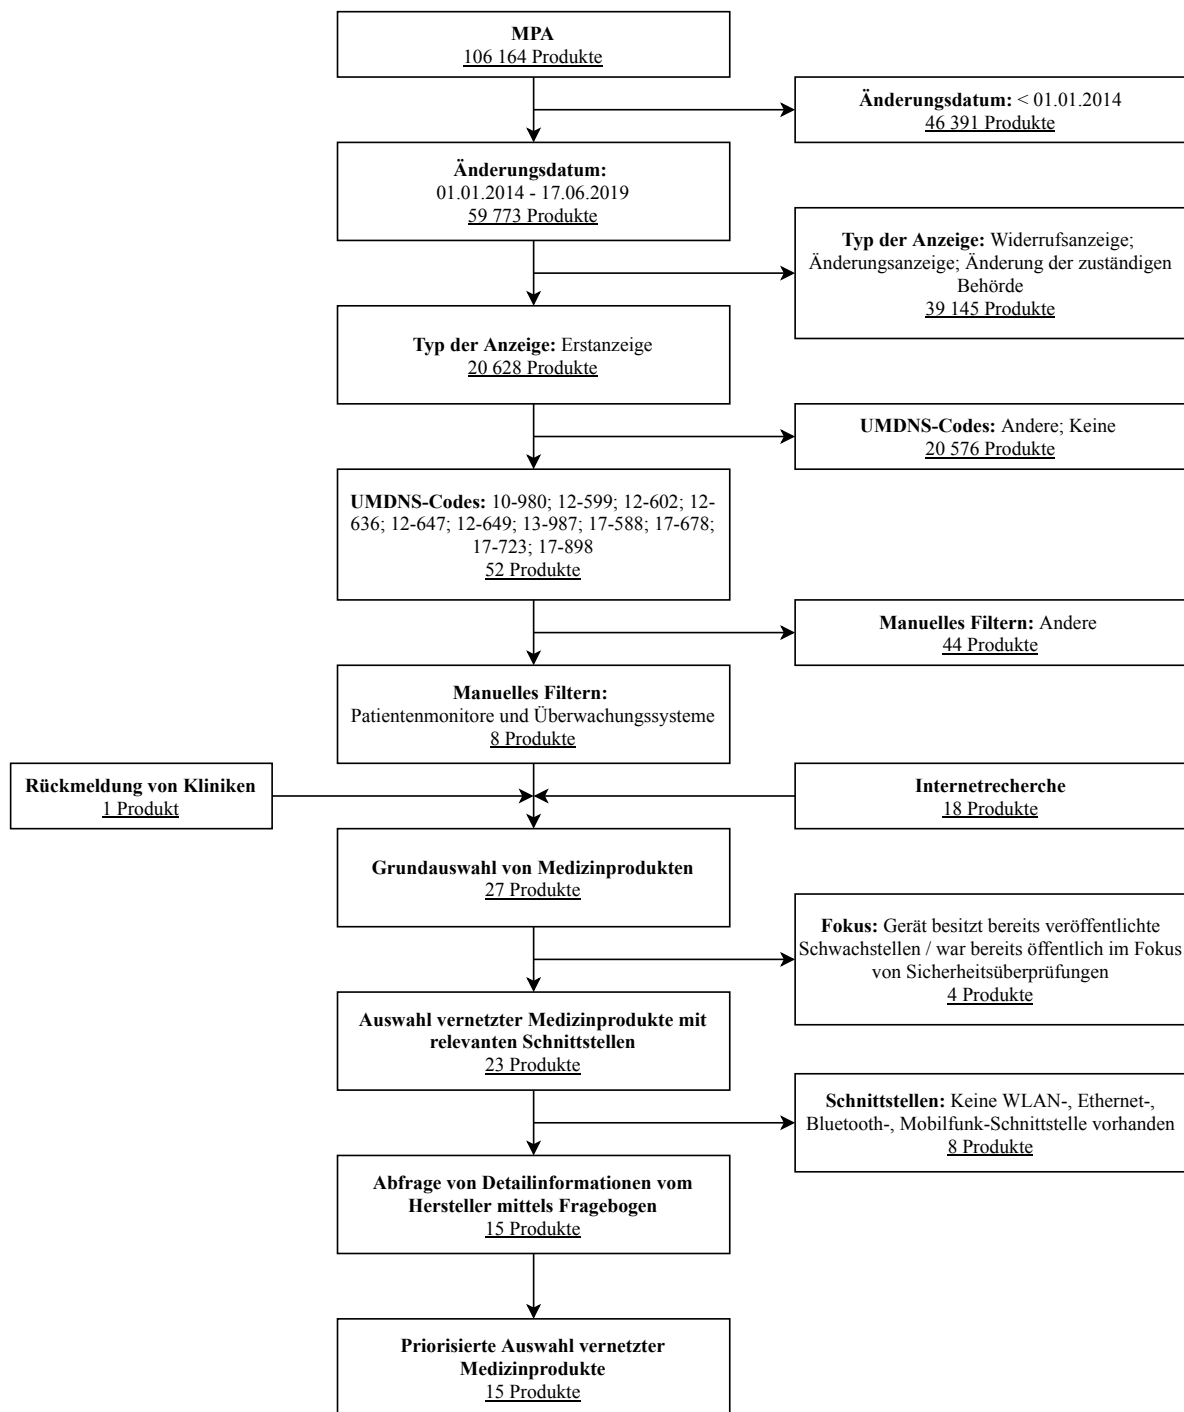 MPA
106 164 Produkte
Änderungsdatum: < 01.01.2014
46 391 Produkte
Änderungsdatum:
01.01.2014 - 17.06.2019
59 773 Produkte
Typ der Anzeige: Widerrufsanzeige;
Änderungsanzeige; Änderung der zuständigen
Behörde
39 145 Produkte
Typ der Anzeige: Erstanzeige
20 628 Produkte
UMDNS-Codes: Andere; Keine
20 576 Produkte
UMDNS-Codes: 10-980; 12-599; 12-602; 12-
636; 12-647; 12-649; 13-987; 17-588; 17-678;
17-723; 17-898
52 Produkte
Manuelles Filtern: Andere
44 Produkte
Manuelles Filtern:
Patientenmonitore und Überwachungssysteme
8 Produkte
Rückmeldung von Kliniken
1 Produkt
Internetrecherche
18 Produkte
Grundauswahl von Medizinprodukten
27 Produkte
Fokus: Gerät besitzt bereits veröffentlichte
Schwachstellen / war bereits öffentlich im Fokus
von Sicherheitsüberprüfungen
4 Produkte
Auswahl vernetzter Medizinprodukte mit
relevanten Schnittstellen
23 Produkte
Schnittstellen: Keine WLAN-, Ethernet-,
Bluetooth-, Mobilfunk-Schnittstelle vorhanden
8 Produkte
Abfrage von Detailinformationen vom
Hersteller mittels Fragebogen
15 Produkte
Priorisierte Auswahl vernetzter
Medizinprodukte
15 Produkte